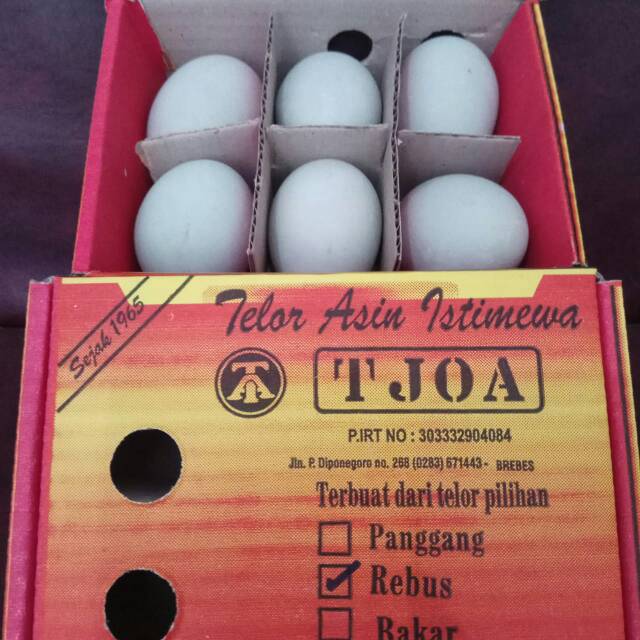 Sejak 1965
Telor Asin Istimewa
TJOA
P.IRT NO : 303332904084
Jln. P. Diponegoro no. 268 (0283) 671443 - BREBES
Terbuat dari telor pilihan
Panggang
Rebus
Bakar